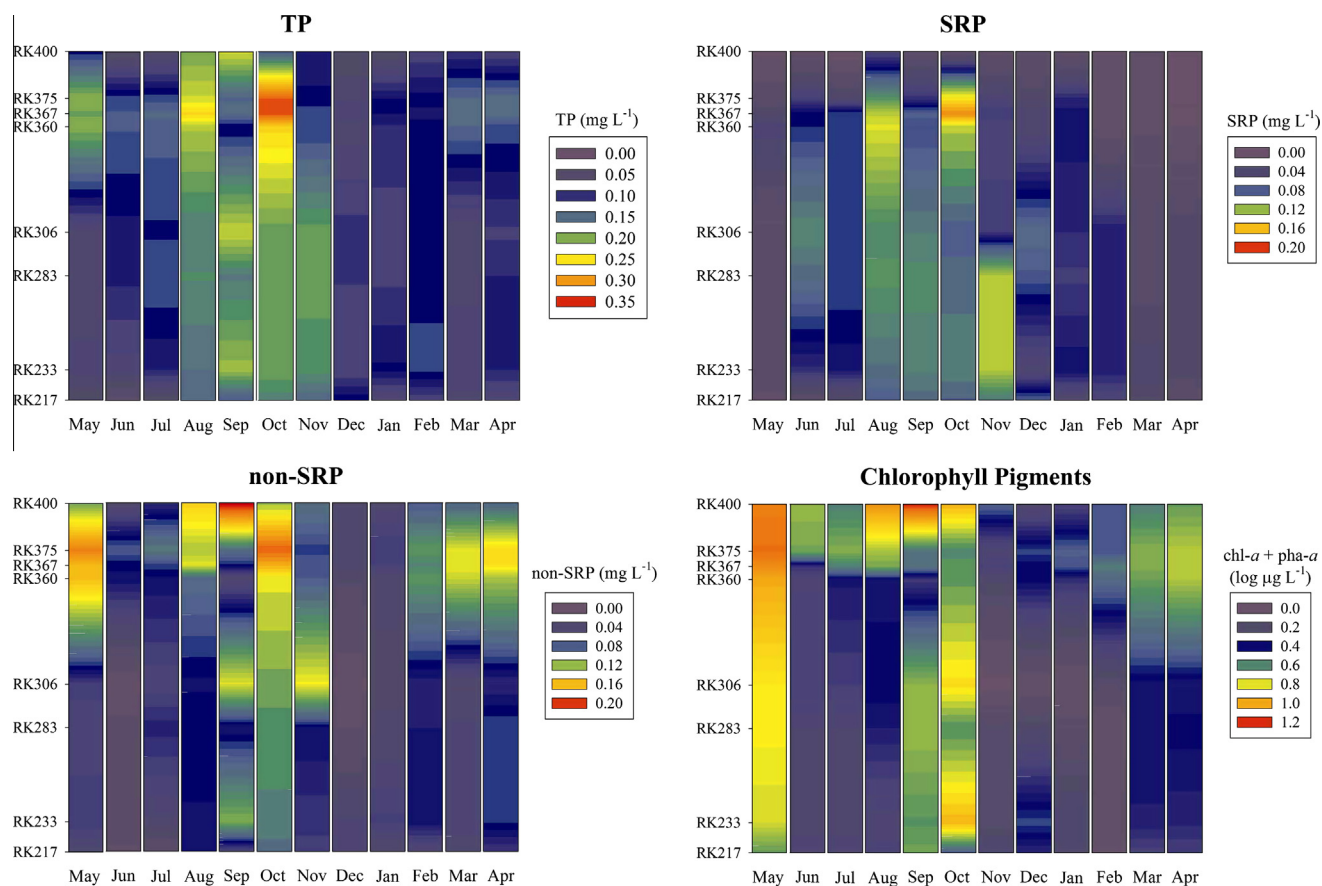 TP
RK400
RK375
RK367
RK360
RK306
RK283
RK233
RK217
May Jun Jul Aug Sep Oct Nov Dec Jan Feb Mar Apr
TP (mg L⁻¹)
0.00
0.05
0.10
0.15
0.20
0.25
0.30
0.35
SRP
RK400
RK375
RK367
RK360
RK306
RK283
RK233
RK217
May Jun Jul Aug Sep Oct Nov Dec Jan Feb Mar Apr
SRP (mg L⁻¹)
0.00
0.04
0.08
0.12
0.16
0.20
non-SRP
RK400
RK375
RK367
RK360
RK306
RK283
RK233
RK217
May Jun Jul Aug Sep Oct Nov Dec Jan Feb Mar Apr
non-SRP (mg L⁻¹)
0.00
0.04
0.08
0.12
0.16
0.20
Chlorophyll Pigments
RK400
RK375
RK367
RK360
RK306
RK283
RK233
RK217
May Jun Jul Aug Sep Oct Nov Dec Jan Feb Mar Apr
chl-a + pha-a
(log µg L⁻¹)
0.0
0.2
0.4
0.6
0.8
1.0
1.2